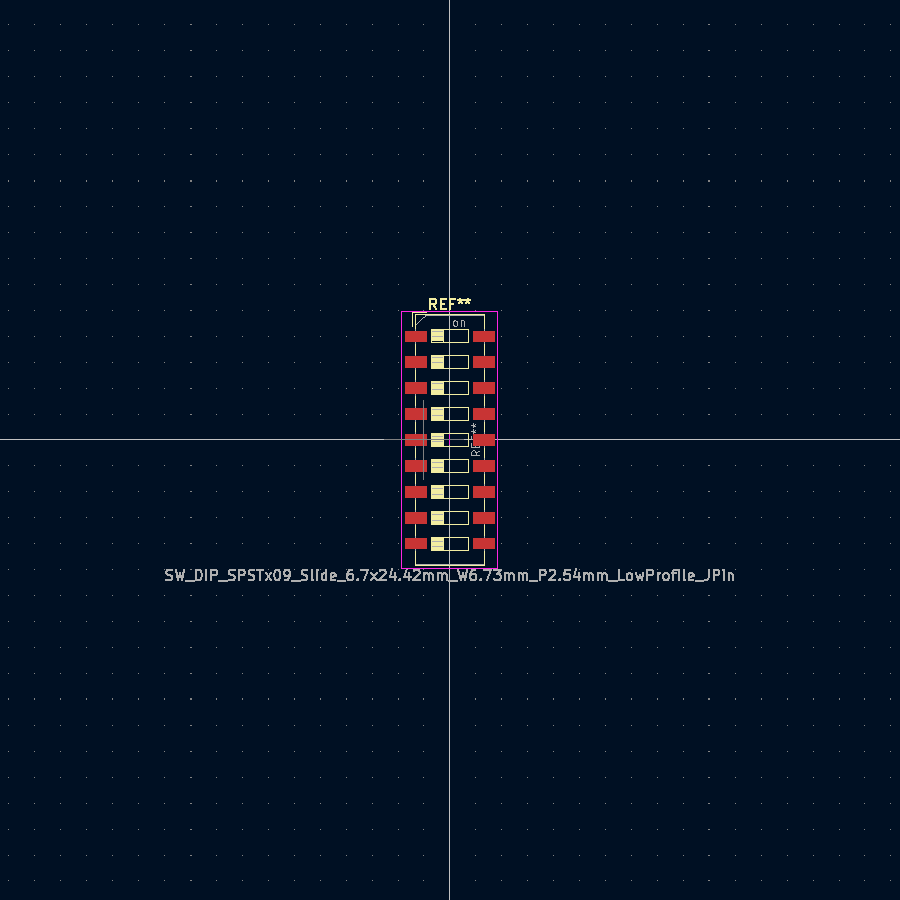 REF**
on
REF**
SW_DIP_SPSTx09_Slide_6.7x24.42mm_W6.73mm_P2.54mm_LowProfile_JPin